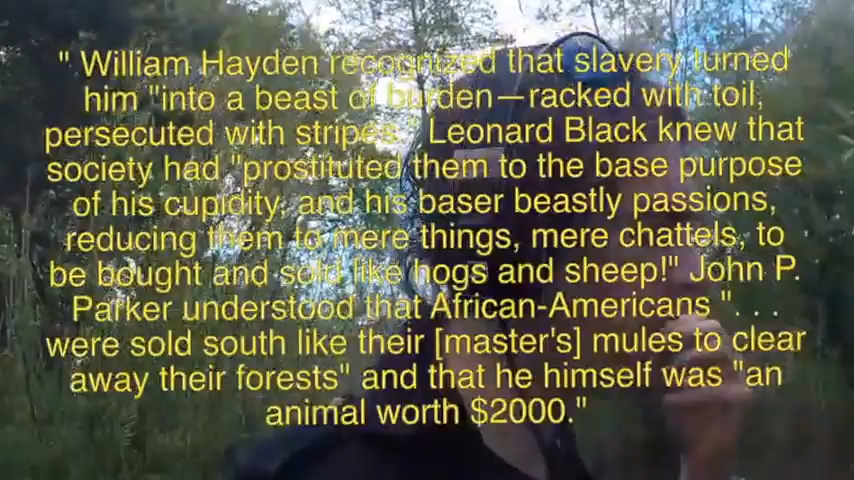 " William Hayden recognized that slavery turned
him "into a beast of burden—racked with toil,
persecuted with stripes." Leonard Black knew that
society had "prostituted them to the base purpose
of his cupidity, and his baser beastly passions,
reducing them to mere things, mere chattels, to
be bought and sold like hogs and sheep!" John P.
Parker understood that African-Americans ". . .
were sold south like their [master's] mules to clear
away their forests" and that he himself was "an
animal worth $2000."